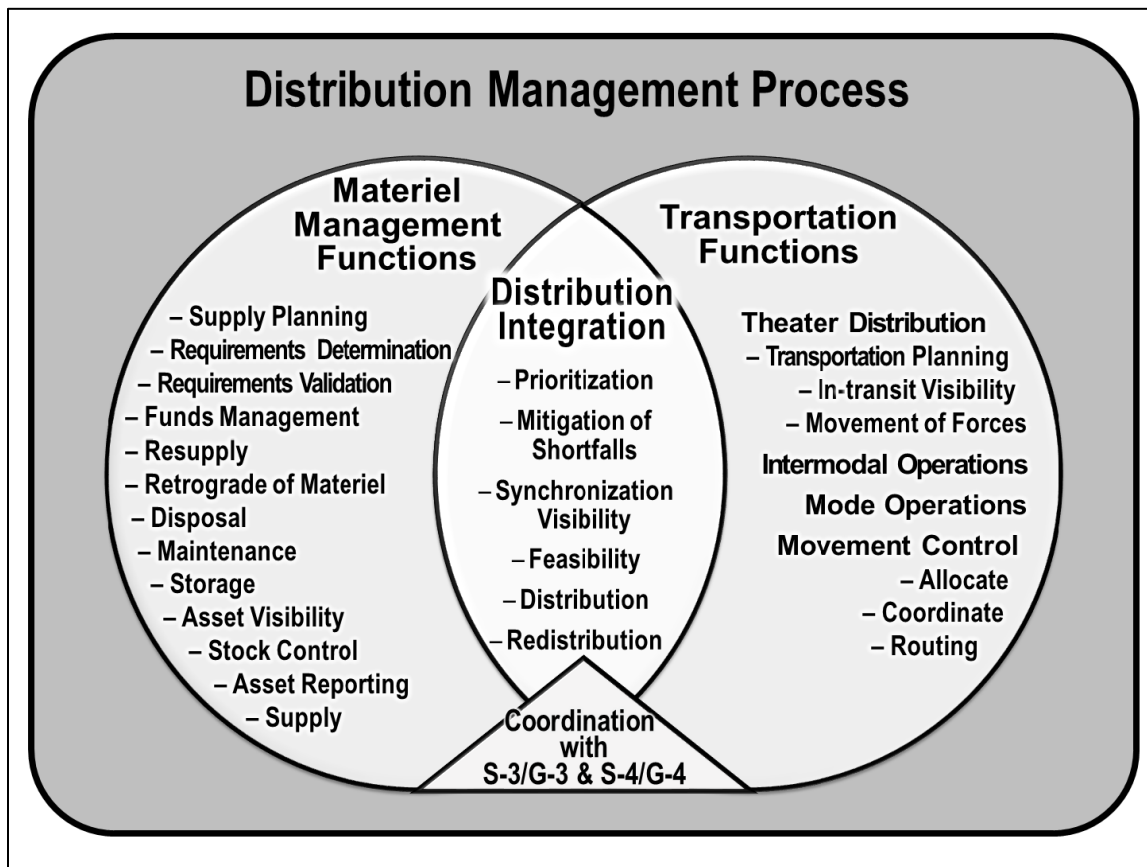 Distribution Management Process
Materiel
Management
Functions
– Supply Planning
– Requirements Determination
– Requirements Validation
– Funds Management
– Resupply
– Retrograde of Materiel
– Disposal
– Maintenance
– Storage
– Asset Visibility
– Stock Control
– Asset Reporting
– Supply
Distribution
Integration
– Prioritization
– Mitigation of
Shortfalls
– Synchronization
Visibility
– Feasibility
– Distribution
– Redistribution
Transportation
Functions
Theater Distribution
– Transportation Planning
– In-transit Visibility
– Movement of Forces
Intermodal Operations
Mode Operations
Movement Control
– Allocate
– Coordinate
– Routing
Coordination
with
S-3/G-3 & S-4/G-4